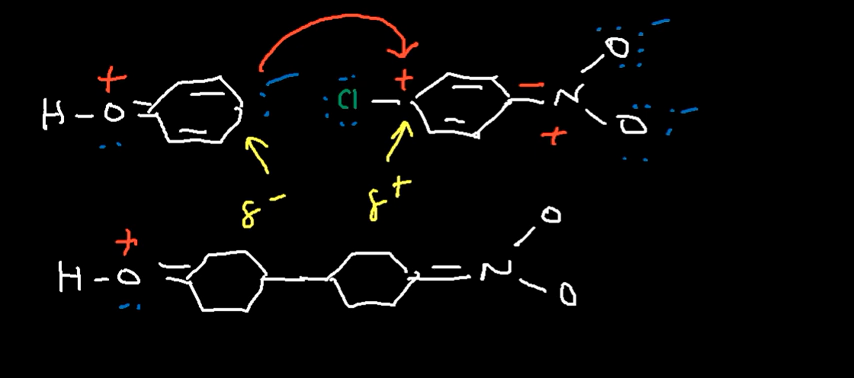 + + O −
H − O = : − Cl − = N
+ O −
δ− δ+
+ O
H − O = = N
O